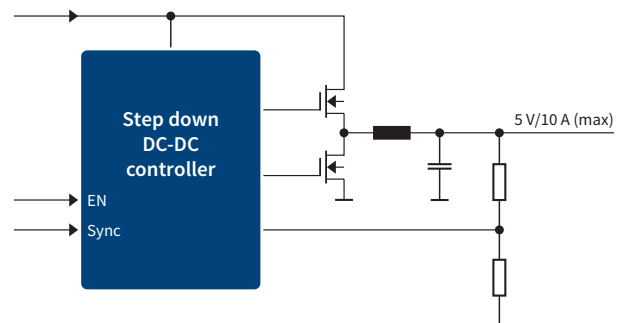 Step down
DC-DC
controller
5 V/10 A (max)
EN
Sync